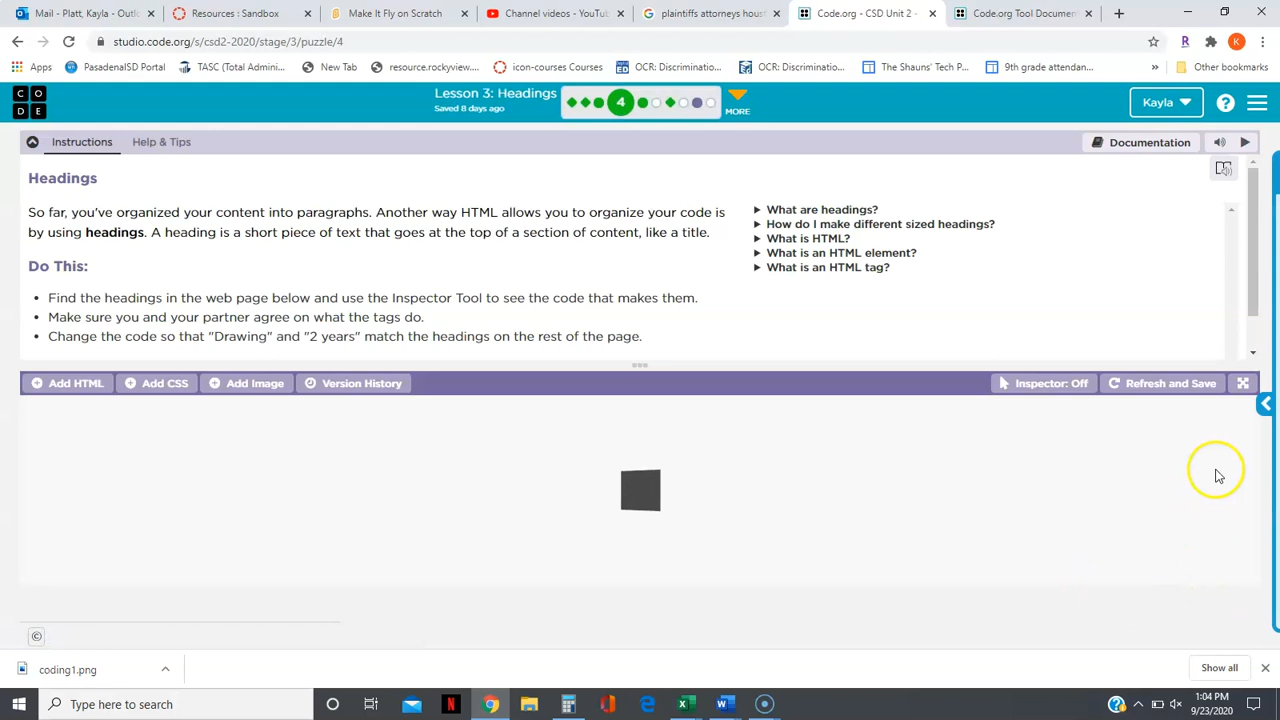 Mail - Platt, Kayla - Outl
Resources : Sandbox
Make It Fly on Scratch
Channel videos - YouTu
plaintiffs attorneys hous
Code.org - CSD Unit 2 -
Code.org Tool Documen
studio.code.org/s/csd2-2020/stage/3/puzzle/4
R
K
Apps
PasadenaISD Portal
TASC (Total Admini...
New Tab
resource.rockyview....
icon-courses Courses
OCR: Discriminatio...
OCR: Discriminatio...
The Shauns' Tech P...
9th grade attendan...
Other bookmarks
C O
D E
Lesson 3: Headings
Saved 8 days ago
4
MORE
Kayla
Instructions
Help & Tips
Documentation
Headings
So far, you've organized your content into paragraphs. Another way HTML allows you to organize your code is
by using headings. A heading is a short piece of text that goes at the top of a section of content, like a title.
Do This:
• Find the headings in the web page below and use the Inspector Tool to see the code that makes them.
• Make sure you and your partner agree on what the tags do.
• Change the code so that "Drawing" and "2 years" match the headings on the rest of the page.
What are headings?
How do I make different sized headings?
What is HTML?
What is an HTML element?
What is an HTML tag?
Add HTML
Add CSS
Add Image
Version History
Inspector: Off
Refresh and Save
©
coding1.png
Show all
Type here to search
1:04 PM
9/23/2020